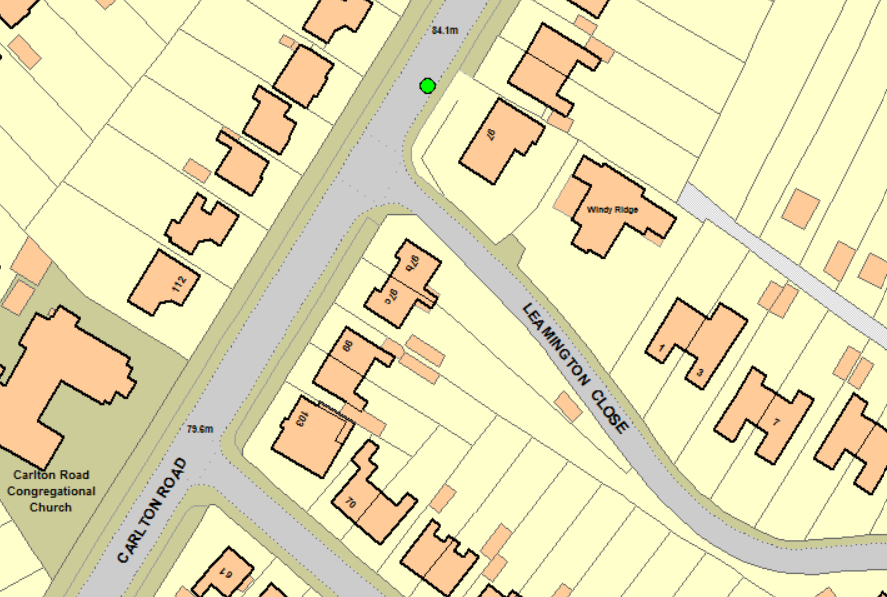 84.1m
97
Windy Ridge
97b
97c
112
1
3
99
LEAMINGTON CLOSE
103
7
79.6m
Carlton Road
Congregational
Church
CARLTON ROAD
70
61